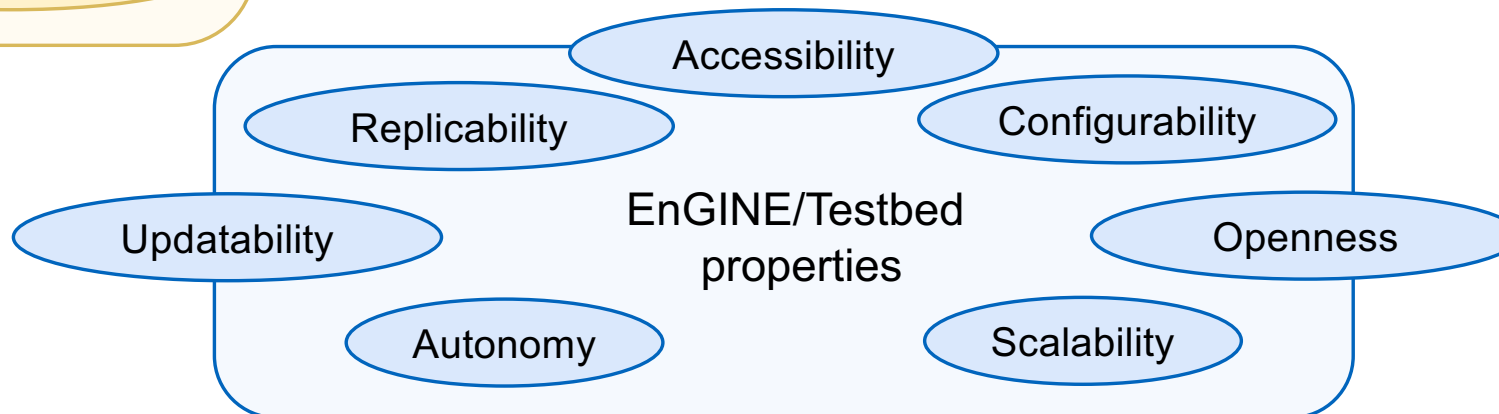 Accessibility
Replicability
Configurability
EnGINE/Testbed
properties
Updatability
Openness
Autonomy
Scalability